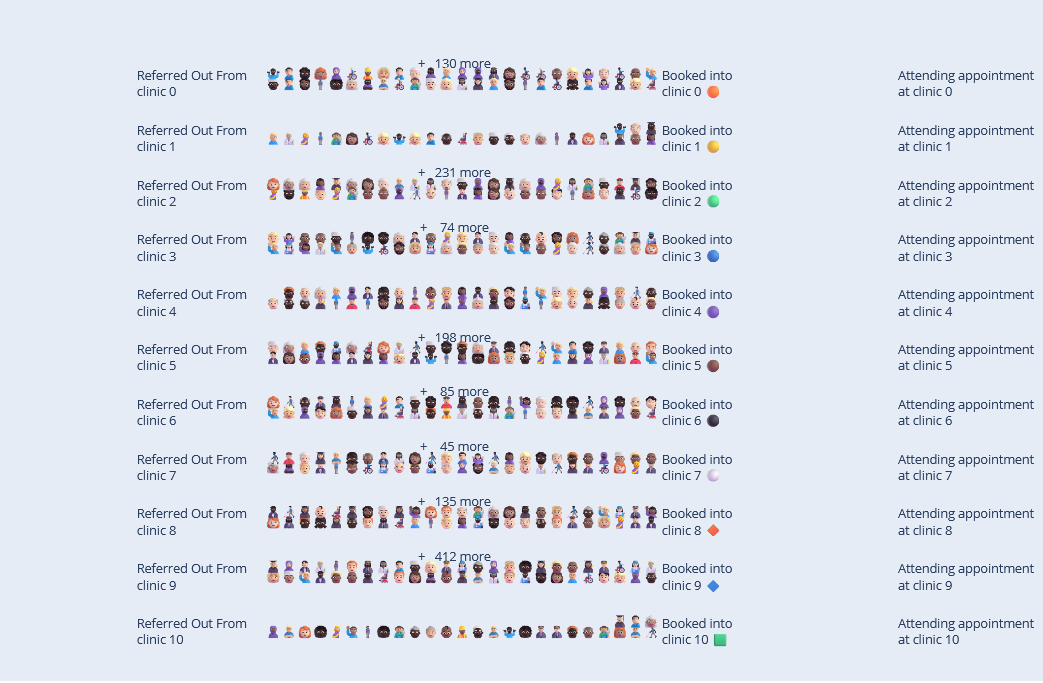 + 130 more
Referred Out From
clinic 0
Booked into
clinic 0
Attending appointment
at clinic 0
Referred Out From
clinic 1
Booked into
clinic 1
Attending appointment
at clinic 1
+ 231 more
Referred Out From
clinic 2
Booked into
clinic 2
Attending appointment
at clinic 2
+ 74 more
Referred Out From
clinic 3
Booked into
clinic 3
Attending appointment
at clinic 3
Referred Out From
clinic 4
Booked into
clinic 4
Attending appointment
at clinic 4
+ 198 more
Referred Out From
clinic 5
Booked into
clinic 5
Attending appointment
at clinic 5
+ 85 more
Referred Out From
clinic 6
Booked into
clinic 6
Attending appointment
at clinic 6
+ 45 more
Referred Out From
clinic 7
Booked into
clinic 7
Attending appointment
at clinic 7
+ 135 more
Referred Out From
clinic 8
Booked into
clinic 8
Attending appointment
at clinic 8
+ 412 more
Referred Out From
clinic 9
Booked into
clinic 9
Attending appointment
at clinic 9
Referred Out From
clinic 10
Booked into
clinic 10
Attending appointment
at clinic 10